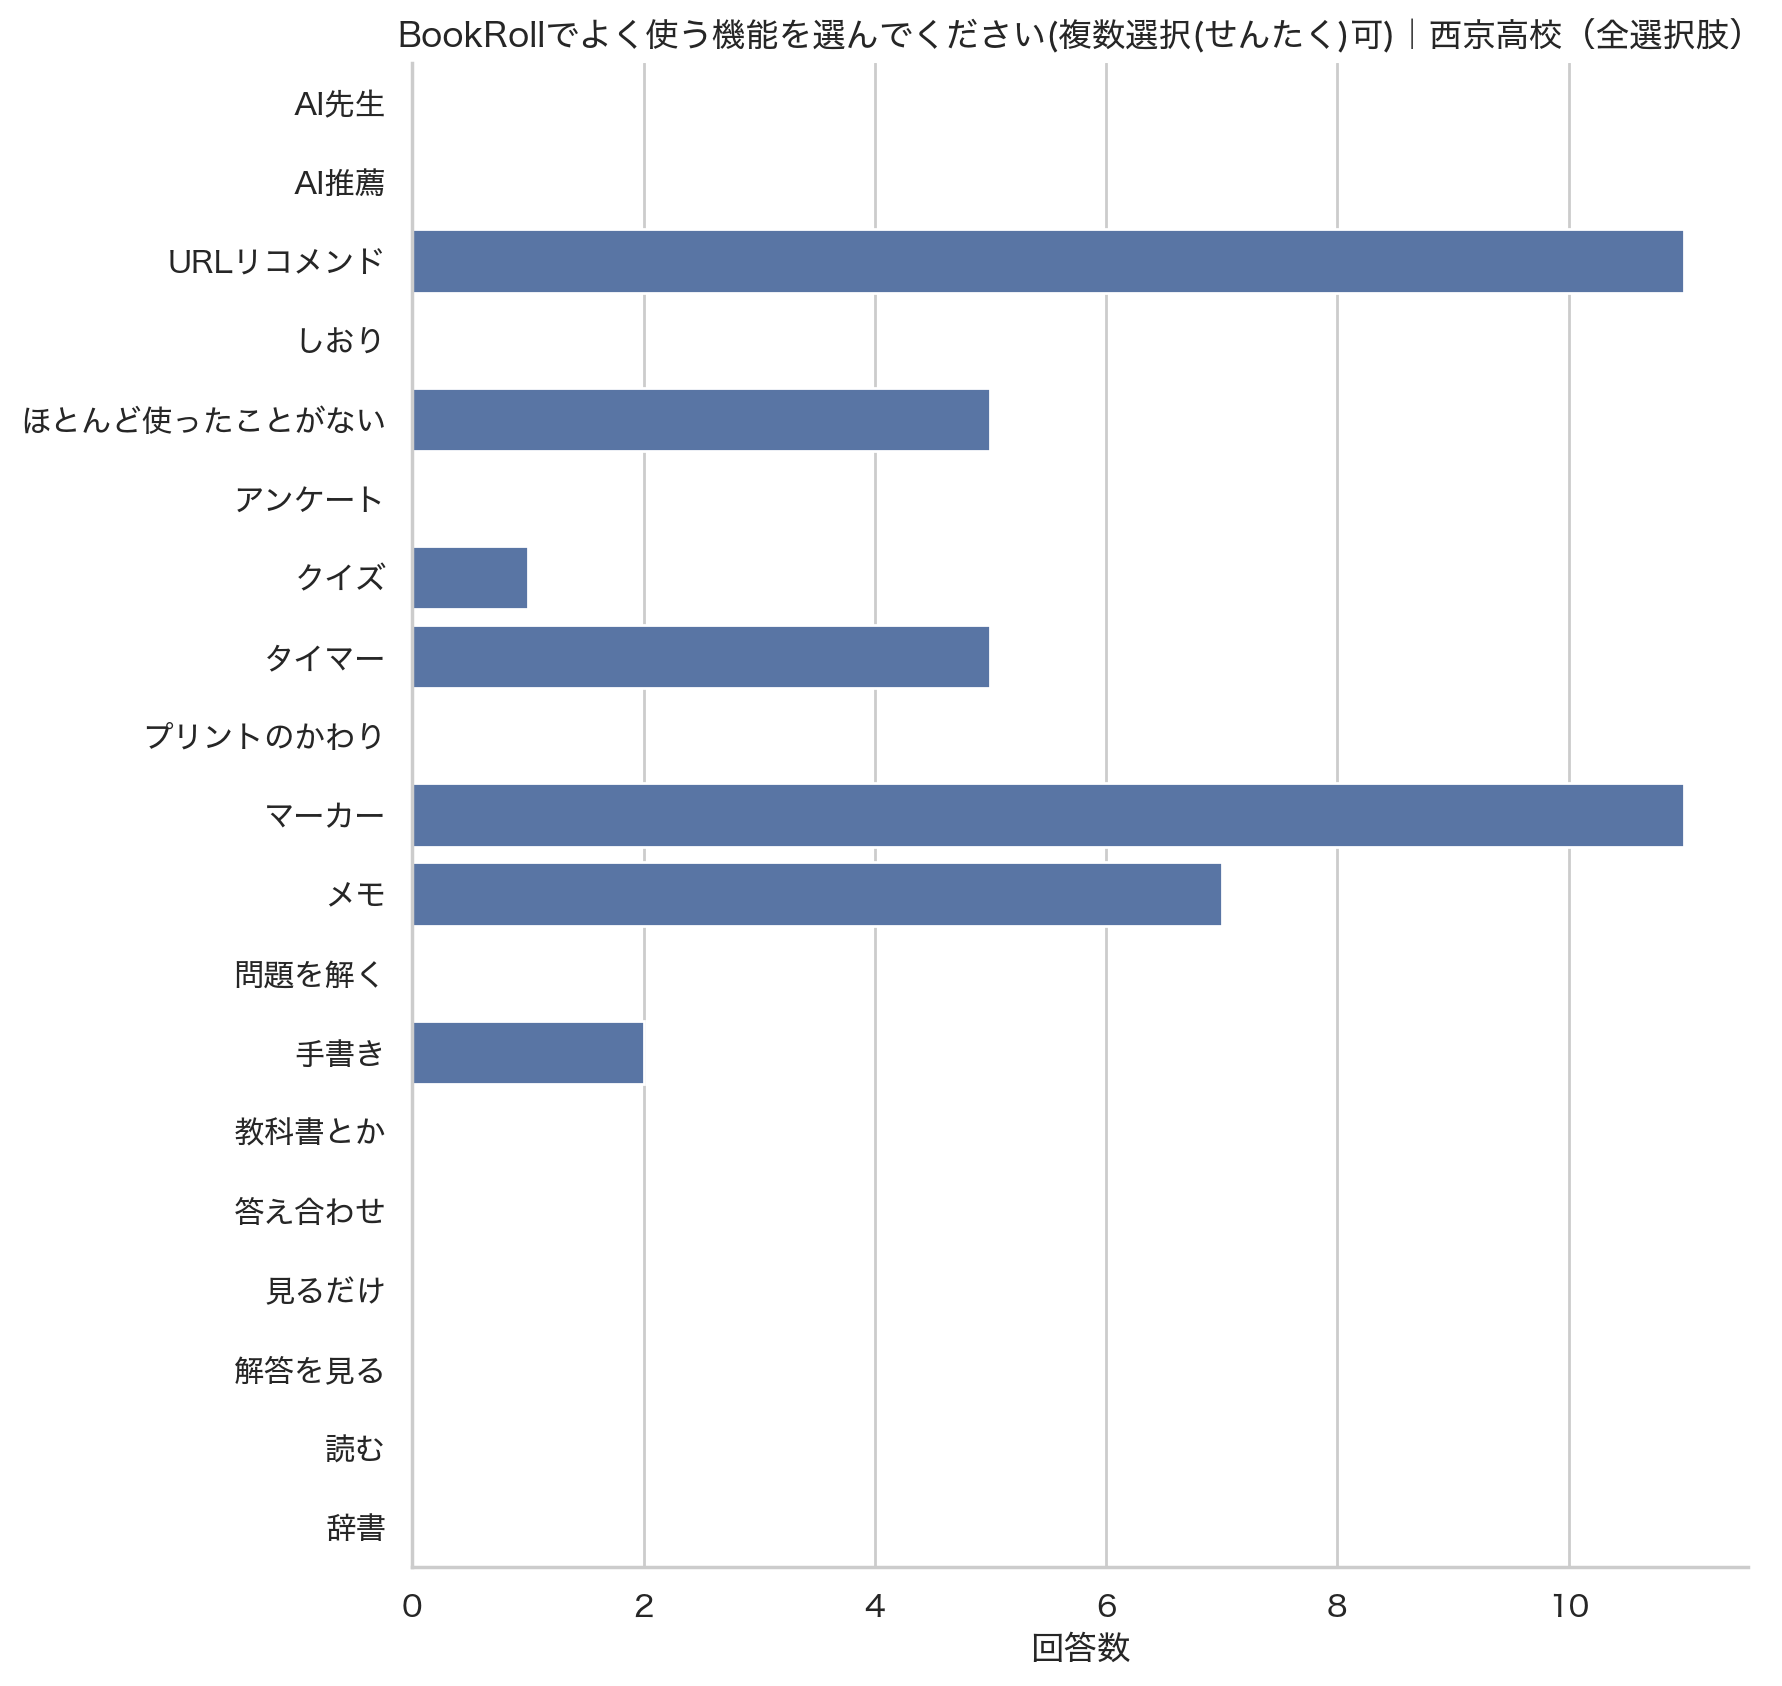 BookRollでよく使う機能を選んでください(複数選択(せんたく)可)｜西京高校（全選択肢）
AI先生
AI推薦
URLリコメンド
しおり
ほとんど使ったことがない
アンケート
クイズ
タイマー
プリントのかわり
マーカー
メモ
問題を解く
手書き
教科書とか
答え合わせ
見るだけ
解答を見る
読む
辞書
0 2 4 6 8 10
回答数